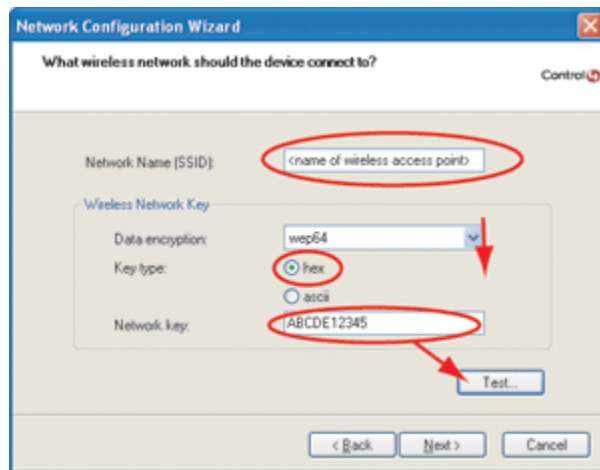 Network Configuration Wizard
What wireless network should the device connect to?
Control4
Network Name (SSID):
<name of wireless access point>
Wireless Network Key
Data encryption:
wep64
Key type:
hex
ascii
Network key:
ABCDE12345
Test...
< Back
Next >
Cancel